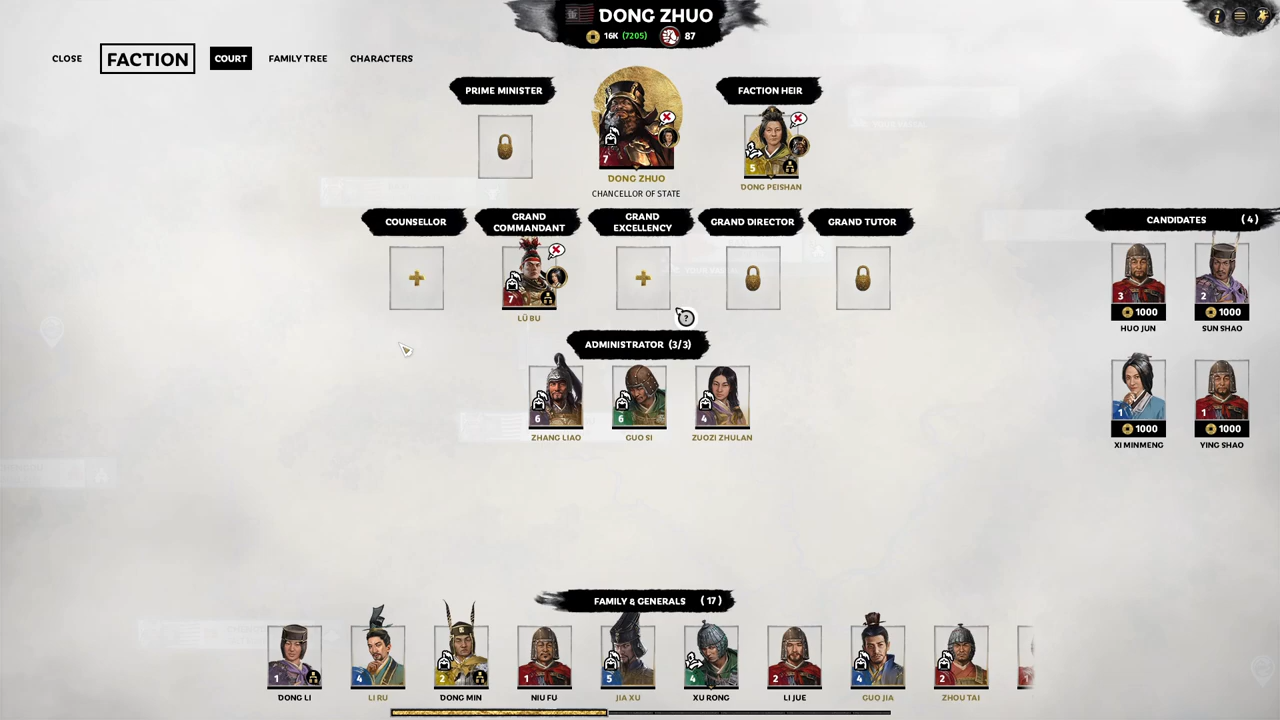 DONG ZHUO
16K (7205) 87
CLOSE FACTION COURT FAMILY TREE CHARACTERS
PRIME MINISTER
FACTION HEIR
7
5
DONG ZHUO
CHANCELLOR OF STATE
DONG PEISHAN
COUNSELLOR
GRAND
COMMANDANT
GRAND
EXCELLENCY
GRAND DIRECTOR
GRAND TUTOR
7
LÜ BU
?
ADMINISTRATOR (3/3)
6 6 4
ZHANG LIAO GUO SI ZUOZI ZHULAN
CANDIDATES (4)
3 2
1000 1000
HUO JUN SUN SHAO
1 1
1000 1000
XI MINMENG YING SHAO
FAMILY & GENERALS (17)
1 4 2 1 5 4 2 4 2 1
DONG LI LI RU DONG MIN NIU FU JIA XU XU RONG LI JUE GUO JIA ZHOU TAI